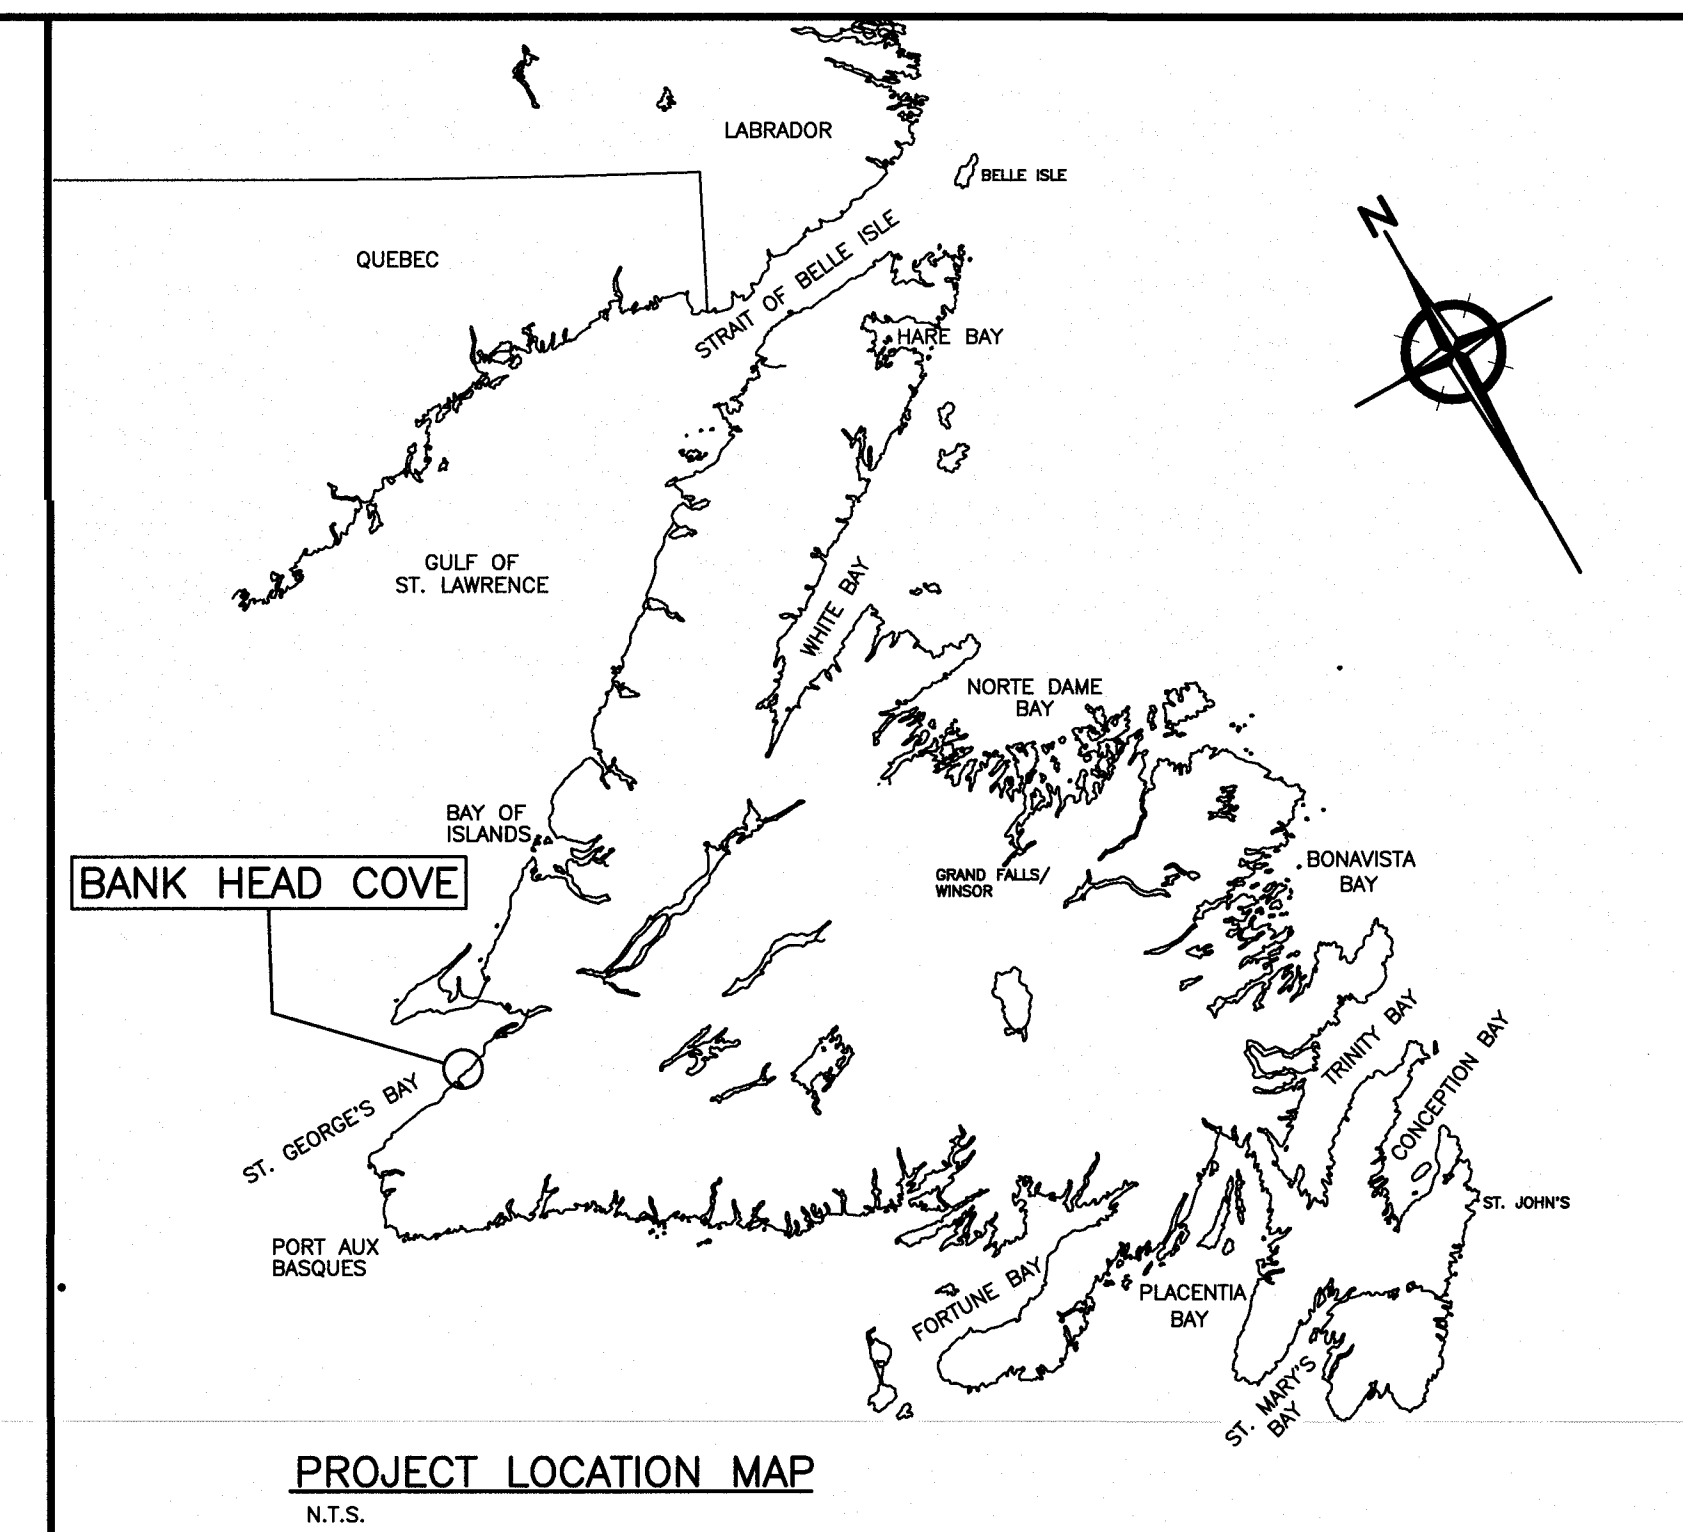 LABRADOR
BELLE ISLE
N
QUEBEC
STRAIT OF BELLE ISLE
HARE BAY
GULF OF
ST. LAWRENCE
WHITE BAY
NORTE DAME
BAY
BAY OF
ISLANDS
BANK HEAD COVE
GRAND FALLS/
WINSOR
BONAVISTA
BAY
TRINITY BAY
CONCEPTION BAY
ST. GEORGE'S BAY
ST. JOHN'S
PORT AUX
BASQUES
FORTUNE BAY
PLACENTIA
BAY
ST. MARY'S
BAY
PROJECT LOCATION MAP
N.T.S.